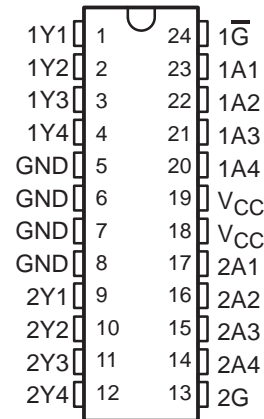 1Y1 1 24 1G̅
1Y2 2 23 1A1
1Y3 3 22 1A2
1Y4 4 21 1A3
GND 5 20 1A4
GND 6 19 VCC
GND 7 18 VCC
GND 8 17 2A1
2Y1 9 16 2A2
2Y2 10 15 2A3
2Y3 11 14 2A4
2Y4 12 13 2G